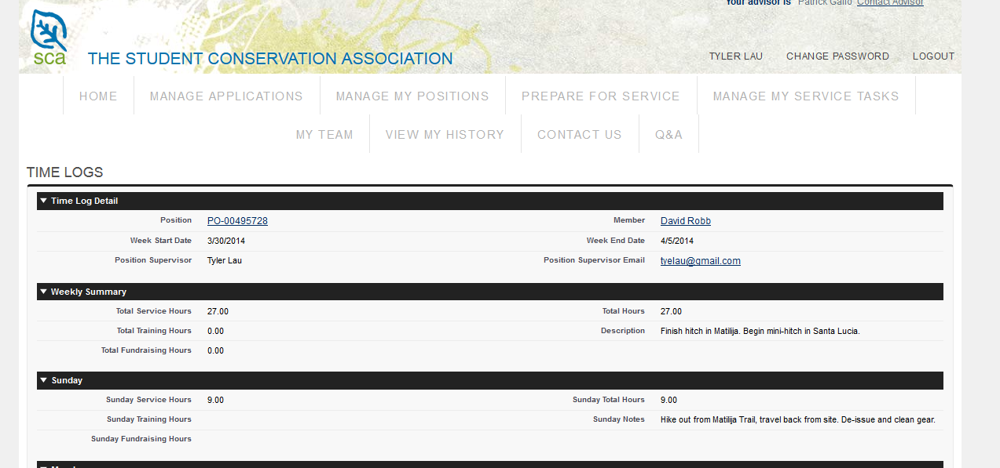 Your advisor is Patrick Gallo Contact Advisor
sca
THE STUDENT CONSERVATION ASSOCIATION
TYLER LAU CHANGE PASSWORD LOGOUT
HOME MANAGE APPLICATIONS MANAGE MY POSITIONS PREPARE FOR SERVICE MANAGE MY SERVICE TASKS
MY TEAM VIEW MY HISTORY CONTACT US Q&A
TIME LOGS
Time Log Detail
Position PO-00495728 Member David Robb
Week Start Date 3/30/2014 Week End Date 4/5/2014
Position Supervisor Tyler Lau Position Supervisor Email tyelau@gmail.com
Weekly Summary
Total Service Hours 27.00 Total Hours 27.00
Total Training Hours 0.00 Description Finish hitch in Matilija. Begin mini-hitch in Santa Lucia.
Total Fundraising Hours 0.00
Sunday
Sunday Service Hours 9.00 Sunday Total Hours 9.00
Sunday Training Hours Sunday Notes Hike out from Matilija Trail, travel back from site. De-issue and clean gear.
Sunday Fundraising Hours